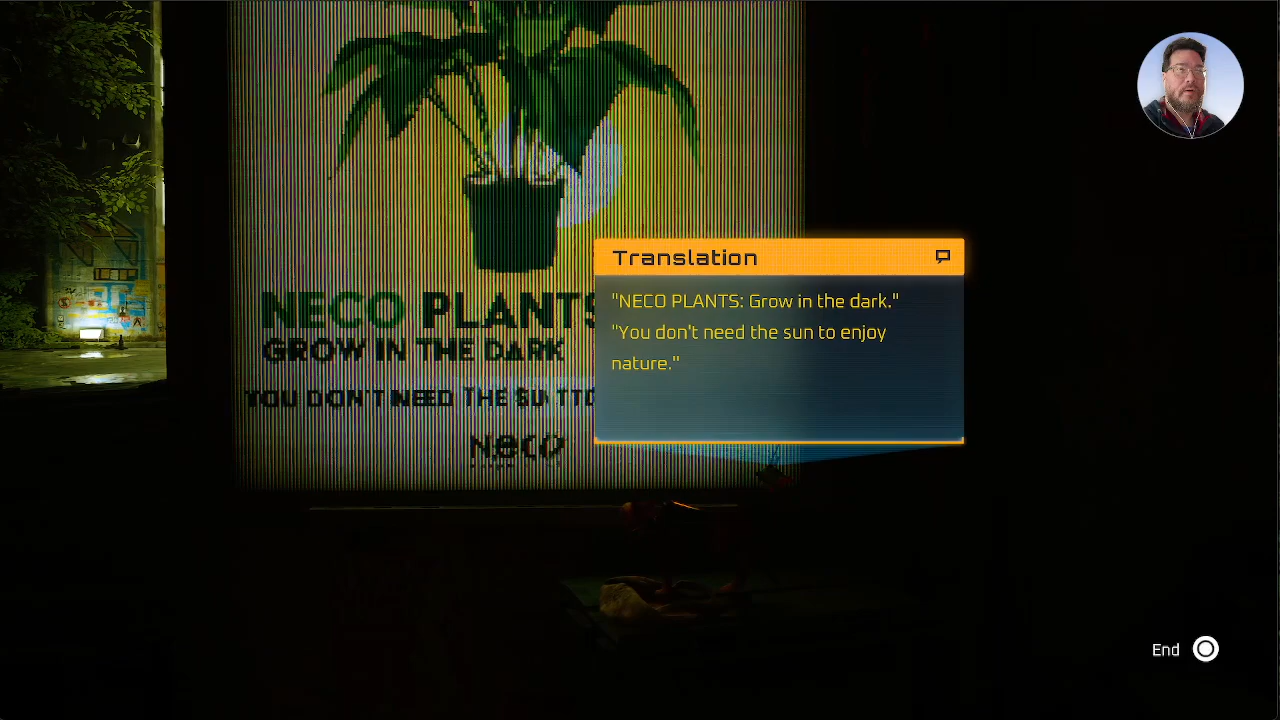 NECO PLANTS
GROW IN THE DARK
YOU DON'T NEED THE
Neco
Translation
"NECO PLANTS: Grow in the dark."
"You don't need the sun to enjoy
nature."
End